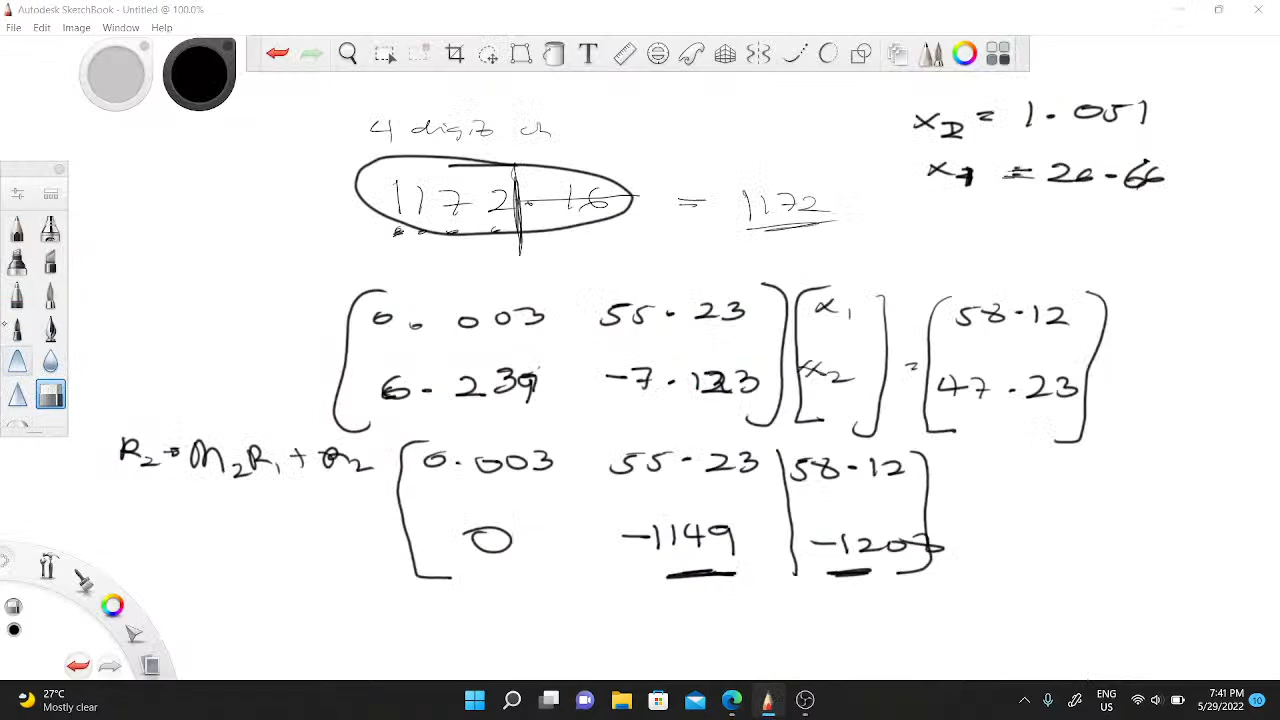 Autodesk SketchBook - Untitled @ 100.0%
File Edit Image Window Help
T
4 digit ch
x2 = 1.051
x1 = 20.66
1172.16 = 1172
0.003 55.23 x1 = 58.12
6.239 -7.123 x2 47.23
R2 = m2R1 + R2 0.003 55.23 58.12
0 -1149 -1203
27°C
Mostly clear
ENG
US
7:41 PM
5/29/2022
10